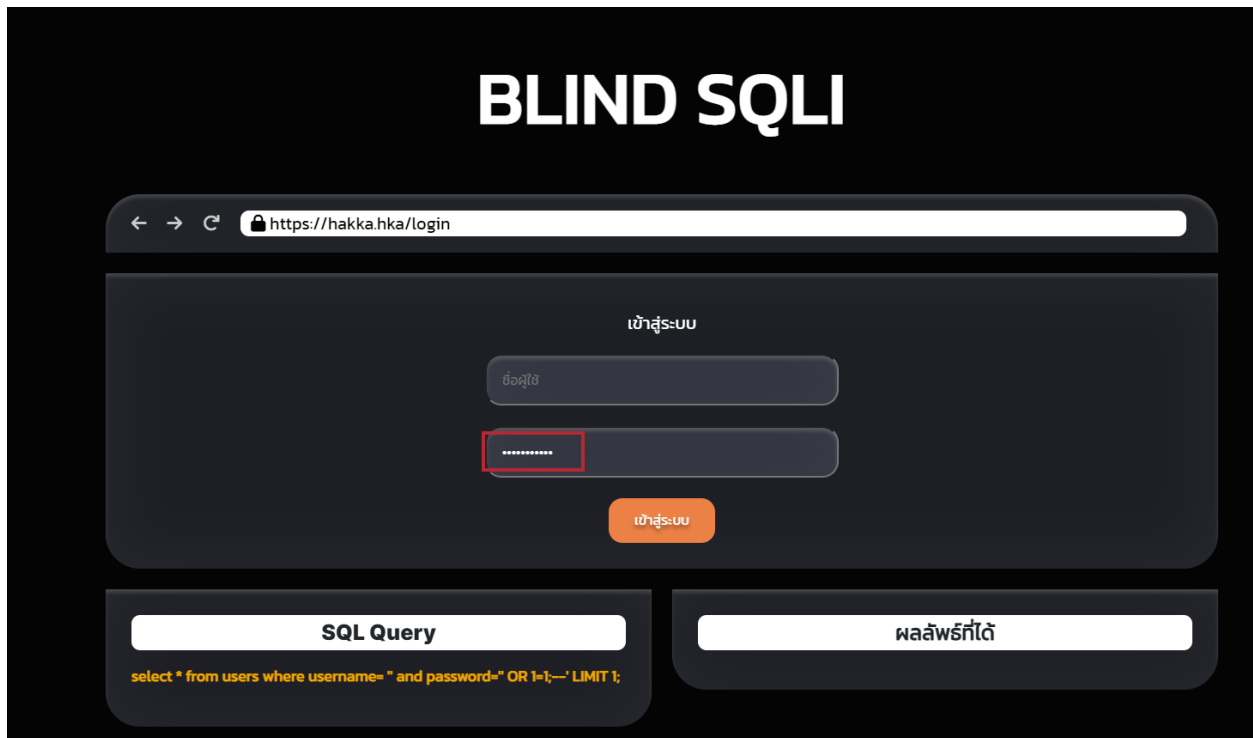 BLIND SQLI
https://hakka.hka/login
เข้าสู่ระบบ
ชื่อผู้ใช้
•••••••••••
เข้าสู่ระบบ
SQL Query
ผลลัพธ์ที่ได้
select * from users where username= '' and password='' OR 1=1;--' LIMIT 1;